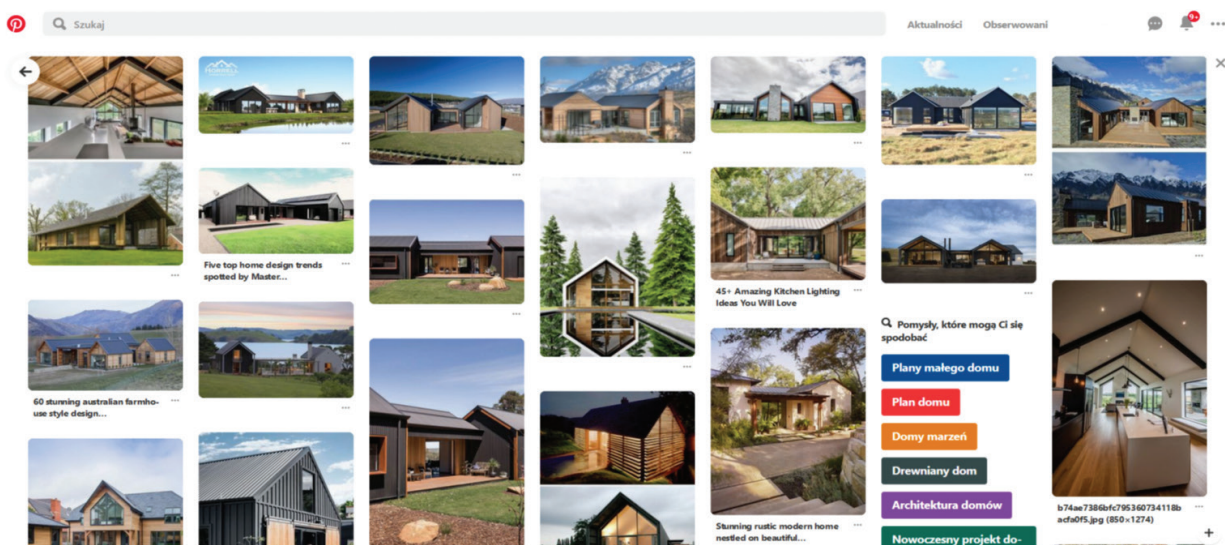 Szukaj
Aktualności
Obserwowani
9+
Five top home design trends
spotted by Master...
60 stunning australian farmho-
use style design...
45+ Amazing Kitchen Lighting
Ideas You Will Love
Stunning rustic modern home
nestled on beautiful...
Pomysły, które mogą Ci się
spodobać
Plany małego domu
Plan domu
Domy marzeń
Drewniany dom
Architektura domów
Nowoczesny projekt do-
b74ae7386bfc795360734118b
acfa0f5.jpg (850×1274)